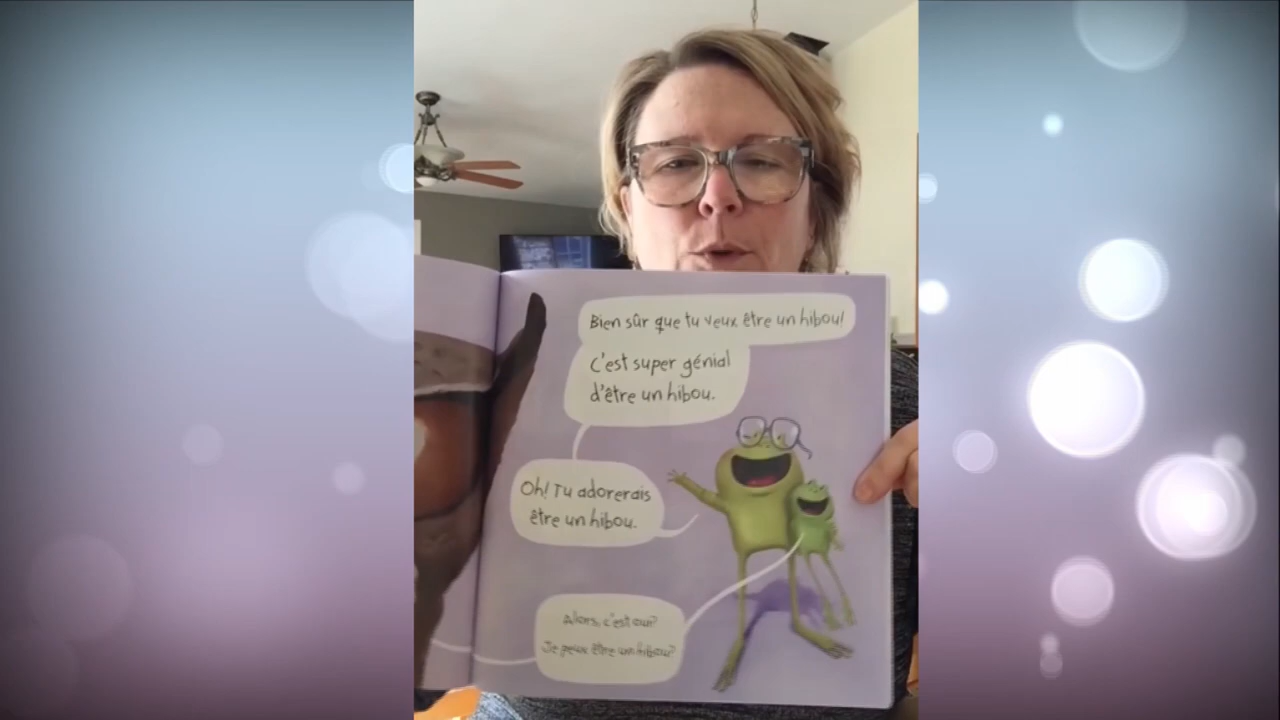 Bien sûr que tu veux être un hibou!
C'est super génial
d'être un hibou.
Oh! Tu adorerais
être un hibou.
Alors, c'est oui?
Je peux être un hibou?